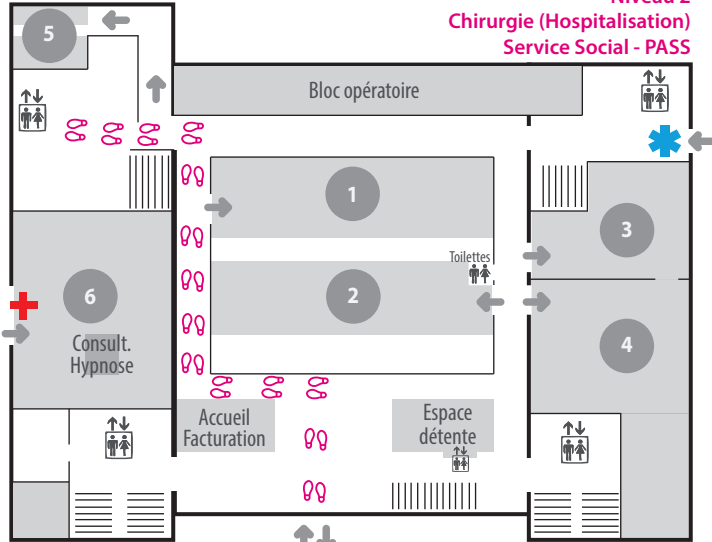 Niveau 2
Chirurgie (Hospitalisation)
Service Social - PASS
5
Bloc opératoire
1
3
Toilettes
2
6
4
Consult.
Hypnose
Accueil
Facturation
Espace
détente